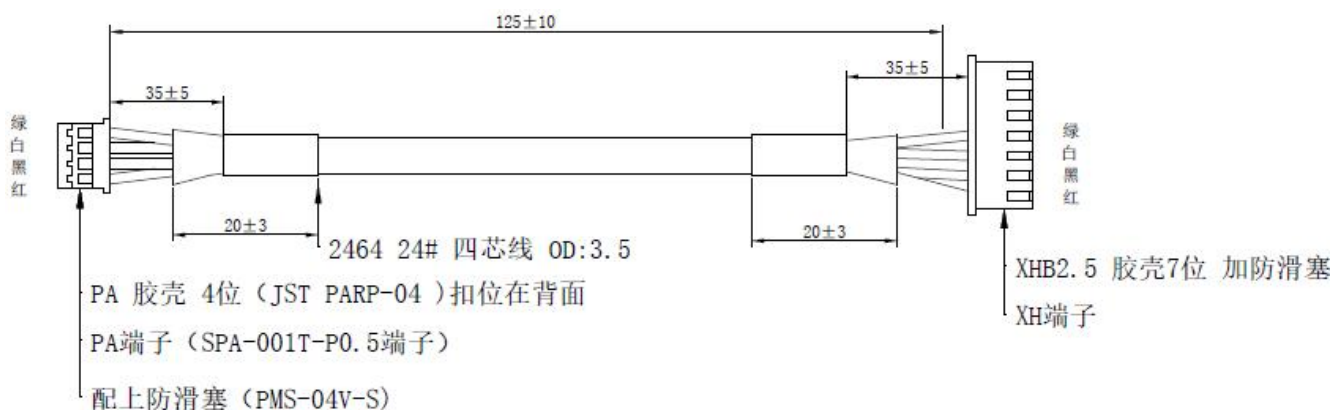 125±10
35±5
35±5
绿
白
黑
红
绿
白
黑
红
20±3
20±3
2464 24# 四芯线 OD:3.5
PA 胶壳 4位（JST PARP-04 )扣位在背面
PA端子（SPA-001T-P0.5端子）
配上防滑塞（PMS-04V-S)
XHB2.5 胶壳7位 加防滑塞
XH端子